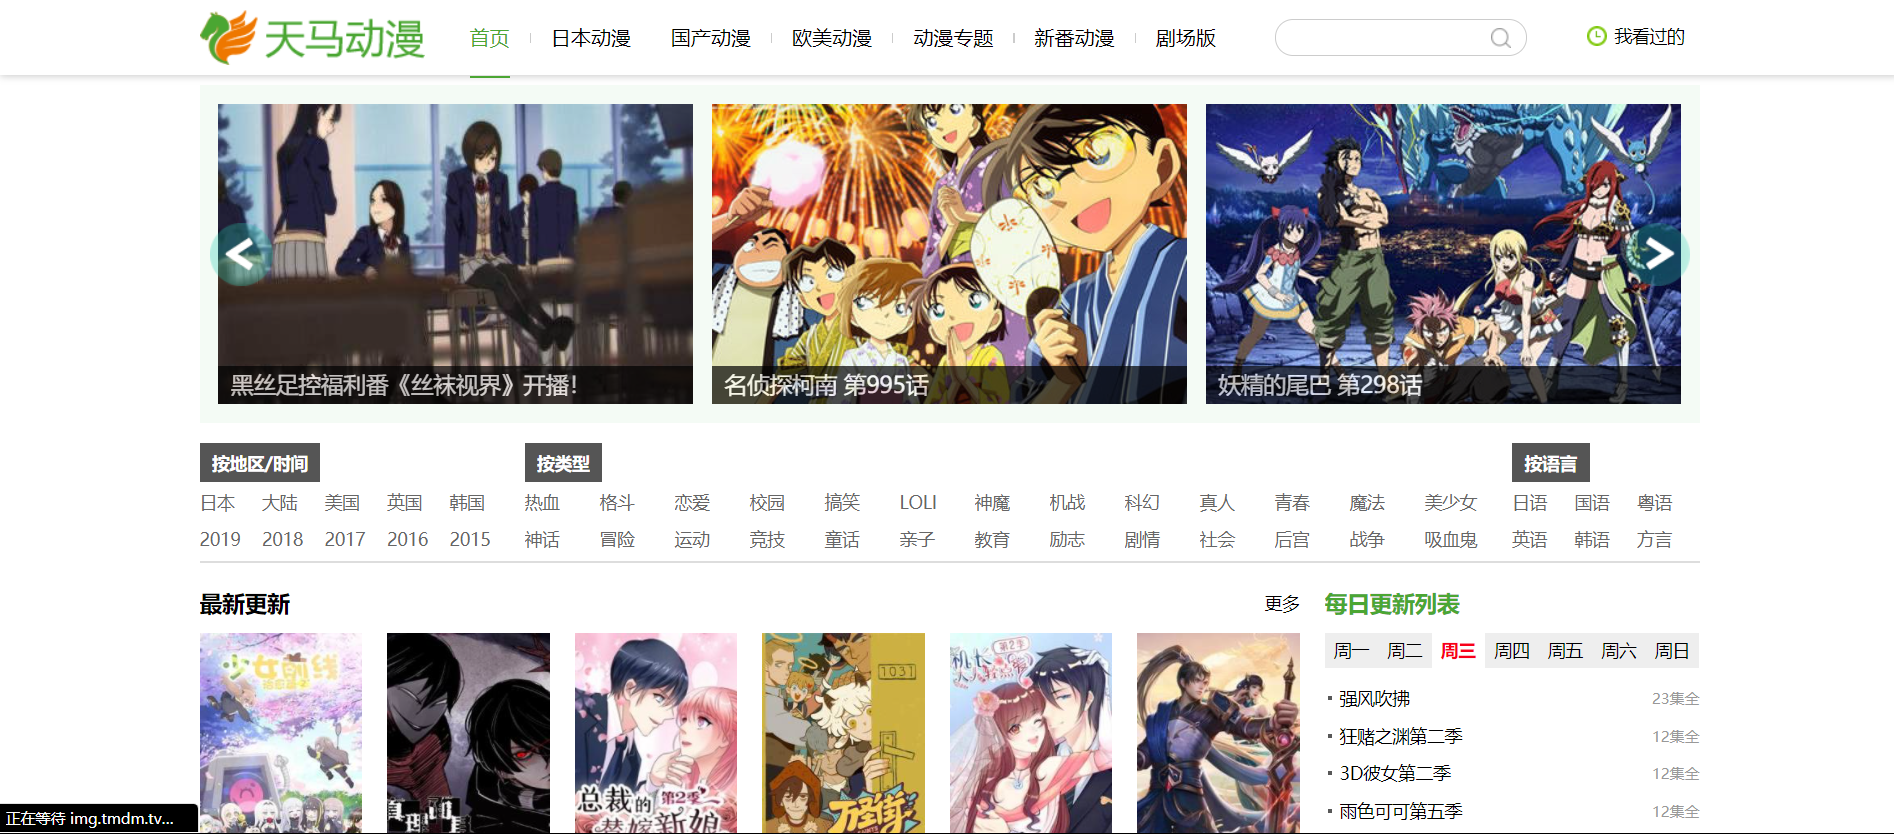 天马动漫
首页 日本动漫 国产动漫 欧美动漫 动漫专题 新番动漫 剧场版
我看过的
黑丝足控福利番《丝袜视界》开播!
名侦探柯南 第995话
妖精的尾巴 第298话
按地区/时间 按类型 按语言
日本 大陆 美国 英国 韩国 热血 格斗 恋爱 校园 搞笑 LOLI 神魔 机战 科幻 真人 青春 魔法 美少女 日语 国语 粤语
2019 2018 2017 2016 2015 神话 冒险 运动 竞技 童话 亲子 教育 励志 剧情 社会 后宫 战争 吸血鬼 英语 韩语 方言
最新更新 更多 每日更新列表
周一 周二 周三 周四 周五 周六 周日
强风吹拂 23集全
狂赌之渊第二季 12集全
3D彼女第二季 12集全
雨色可可第五季 12集全
少女前线
1031
第2季
总裁的
第2季
替嫁新娘
万圣街
正在等待 img.tmdm.tv...